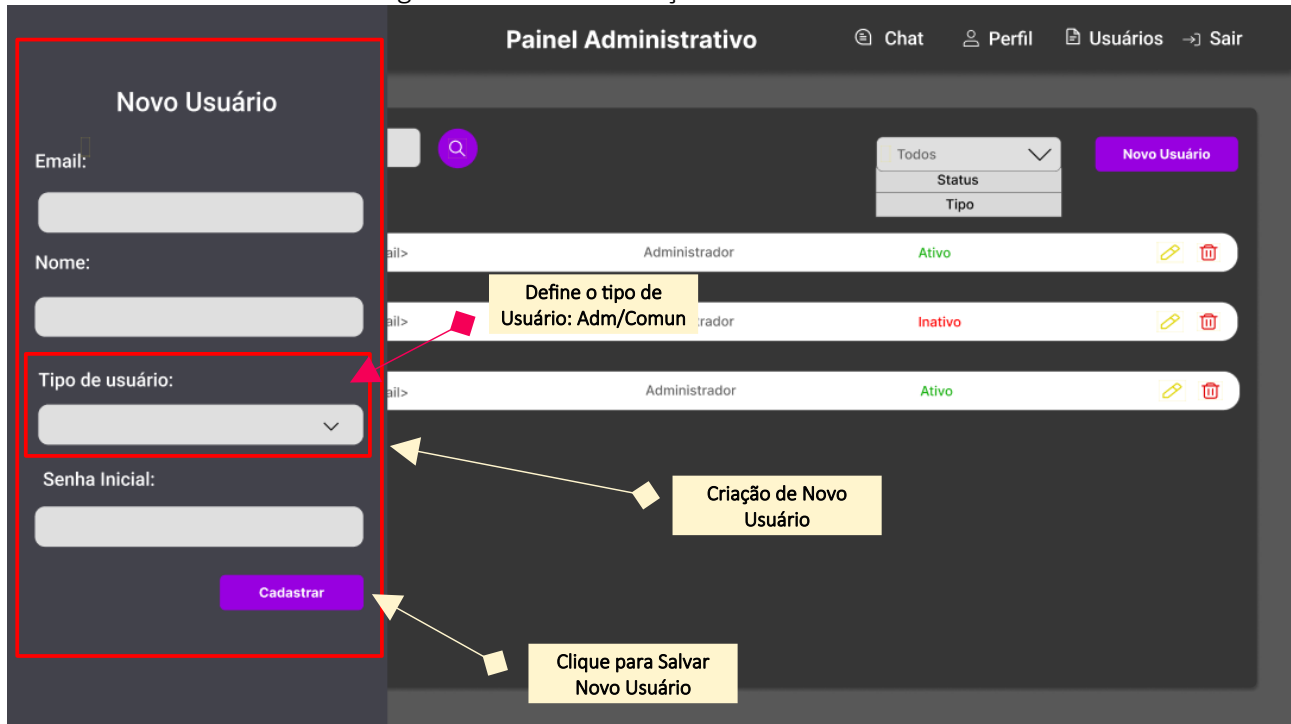 Painel Administrativo
Chat
Perfil
Usuários
Sair
Novo Usuário
Email:
Nome:
Tipo de usuário:
Senha Inicial:
Cadastrar
Todos
Status
Tipo
Novo Usuário
ail>
Administrador
Ativo
Define o tipo de
Usuário: Adm/Comun
ail>
rador
Inativo
ail>
Administrador
Ativo
Criação de Novo
Usuário
Clique para Salvar
Novo Usuário